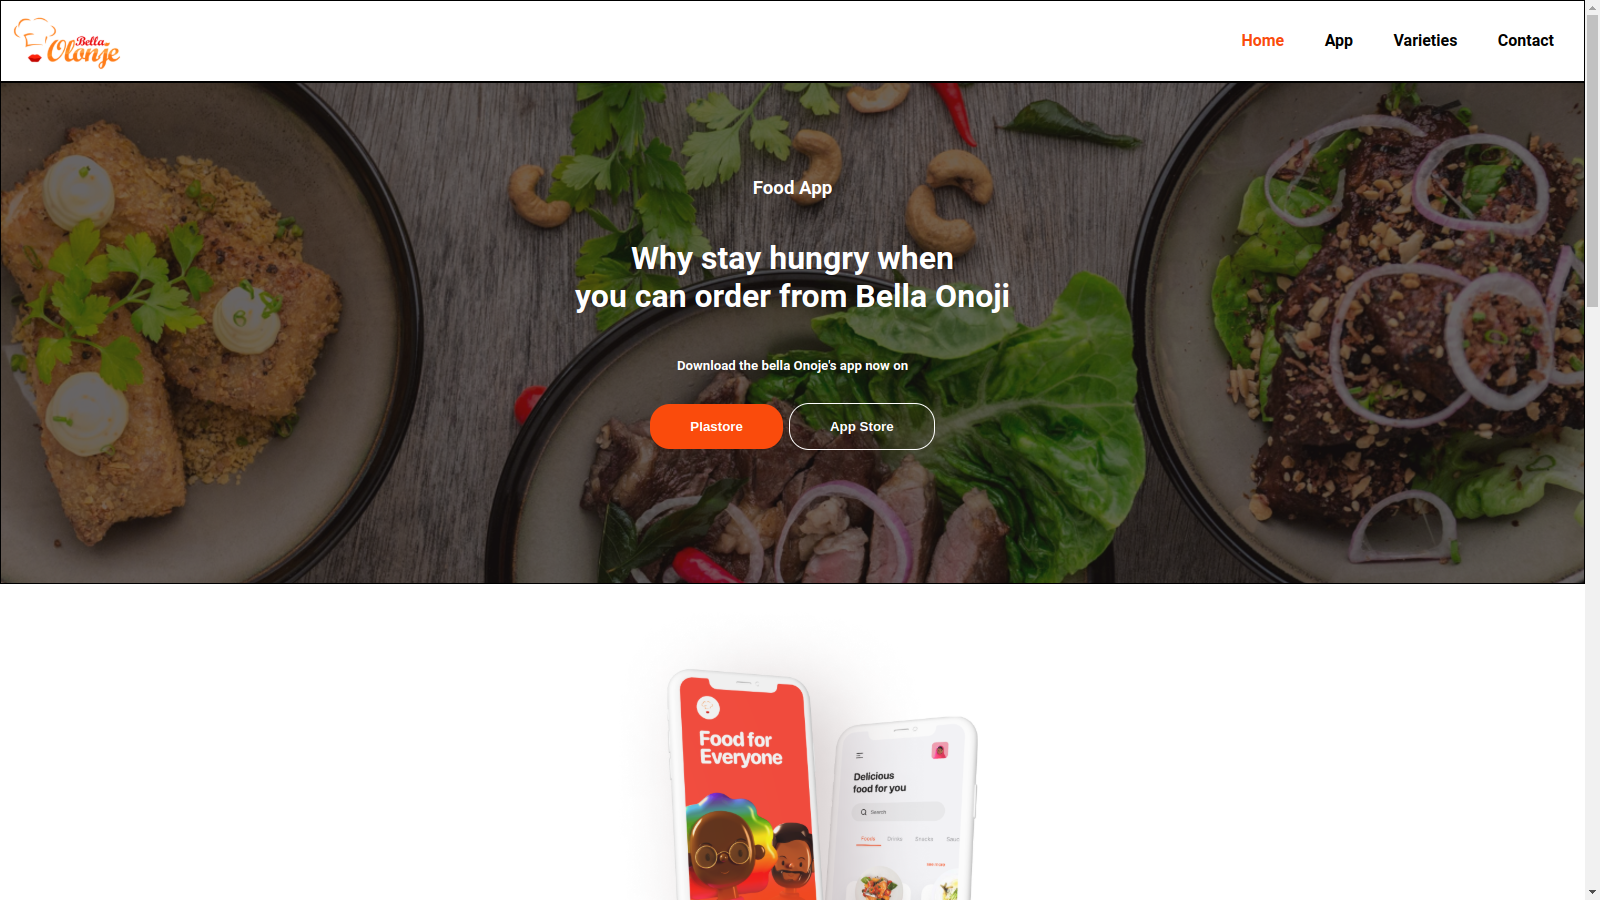 Bella
Olonje
Home App Varieties Contact
Food App
Why stay hungry when
you can order from Bella Onoji
Download the bella Onoje's app now on
Plastore App Store
Food for
Everyone
Delicious
food for you
Search
Foods Drinks Snacks